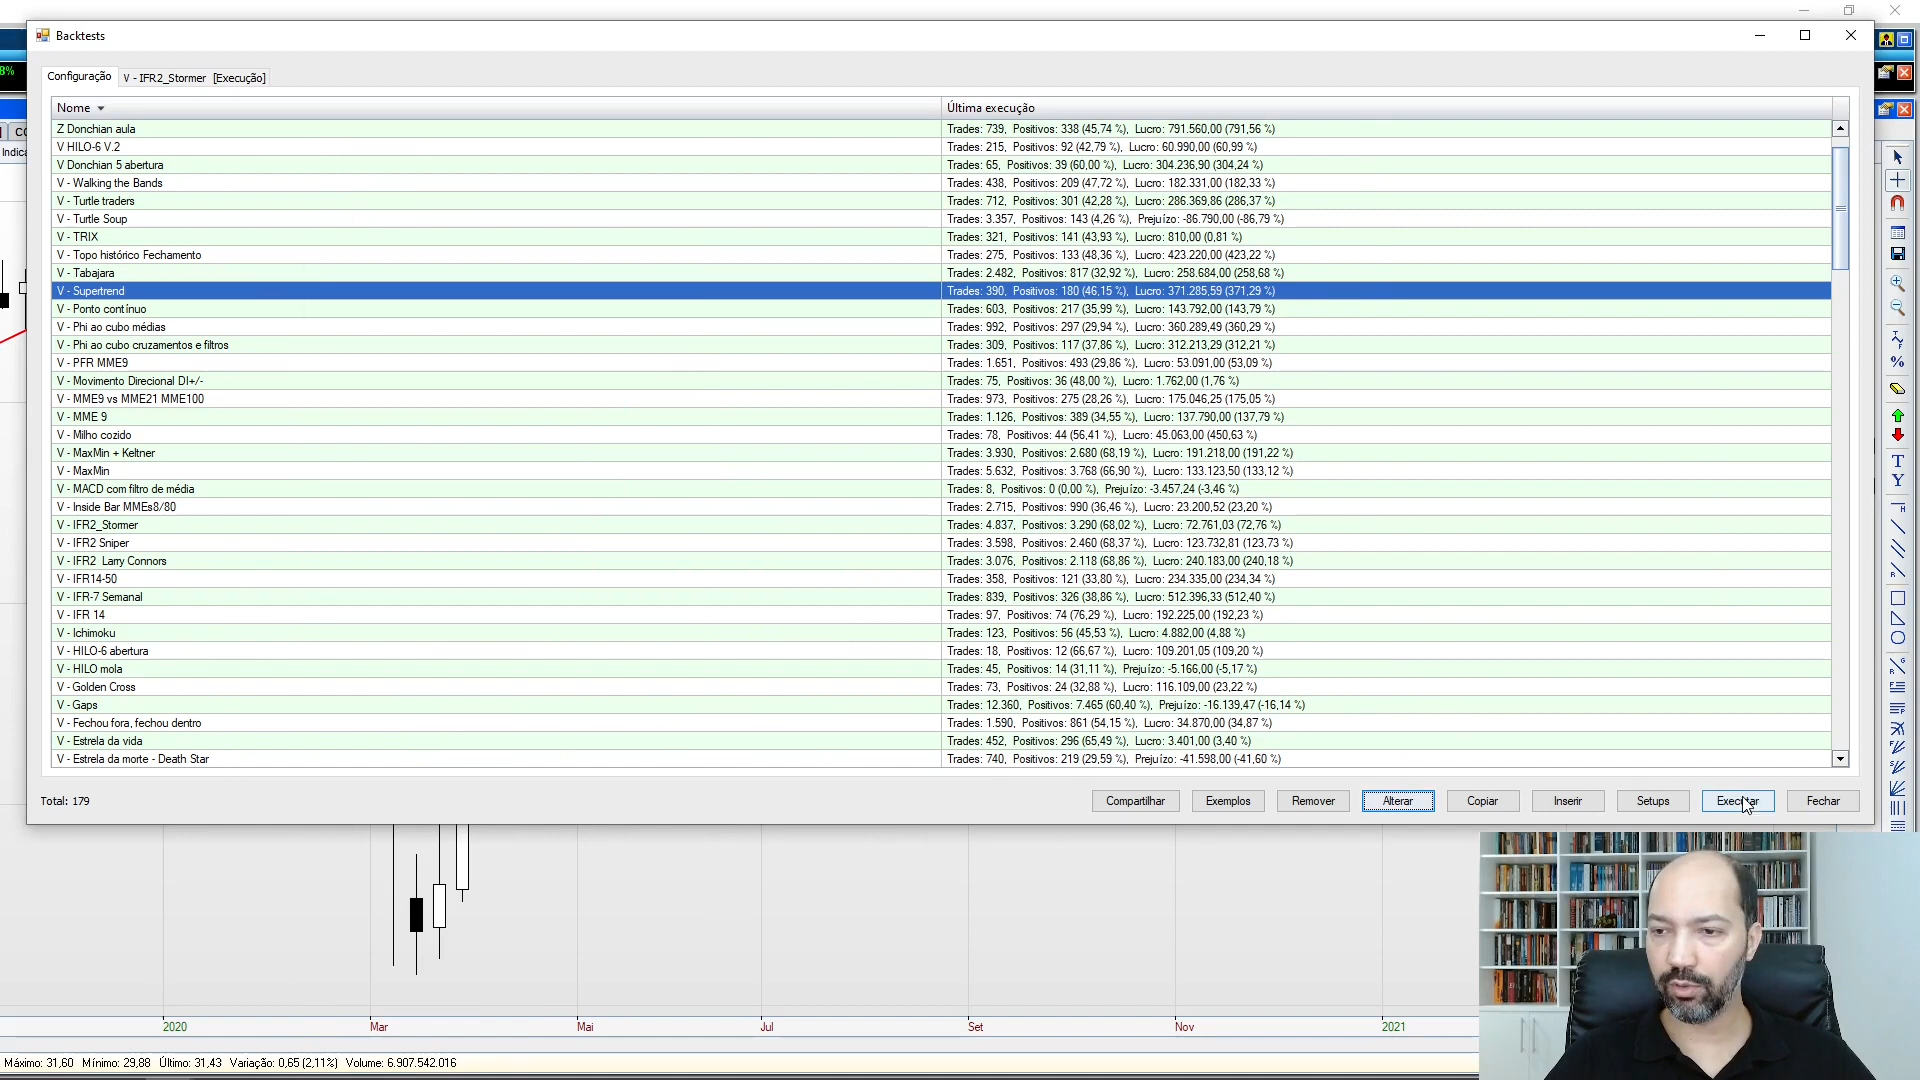 Backtests
8%
Configuração V - IFR2_Stormer [Execução]
Nome Última execução
Z Donchian aula Trades: 739, Positivos: 338 (45,74 %), Lucro: 791.560,00 (791,56 %)
V HILO-6 V.2 Trades: 215, Positivos: 92 (42,79 %), Lucro: 60.990,00 (60,99 %)
V Donchian 5 abertura Trades: 65, Positivos: 39 (60,00 %), Lucro: 304.236,90 (304,24 %)
V - Walking the Bands Trades: 438, Positivos: 209 (47,72 %), Lucro: 182.331,00 (182,33 %)
V - Turtle traders Trades: 712, Positivos: 301 (42,28 %), Lucro: 286.369,86 (286,37 %)
V - Turtle Soup Trades: 3.357, Positivos: 143 (4,26 %), Prejuízo: -86.790,00 (-86,79 %)
V - TRIX Trades: 321, Positivos: 141 (43,93 %), Lucro: 810,00 (0,81 %)
V - Topo histórico Fechamento Trades: 275, Positivos: 133 (48,36 %), Lucro: 423.220,00 (423,22 %)
V - Tabajara Trades: 2.482, Positivos: 817 (32,92 %), Lucro: 258.684,00 (258,68 %)
V - Supertrend Trades: 390, Positivos: 180 (46,15 %), Lucro: 371.285,59 (371,29 %)
V - Ponto contínuo Trades: 603, Positivos: 217 (35,99 %), Lucro: 143.792,00 (143,79 %)
V - Phi ao cubo médias Trades: 992, Positivos: 297 (29,94 %), Lucro: 360.289,49 (360,29 %)
V - Phi ao cubo cruzamentos e filtros Trades: 309, Positivos: 117 (37,86 %), Lucro: 312.213,29 (312,21 %)
V - PFR MME9 Trades: 1.651, Positivos: 493 (29,86 %), Lucro: 53.091,00 (53,09 %)
V - Movimento Direcional DI+/- Trades: 75, Positivos: 36 (48,00 %), Lucro: 1.762,00 (1,76 %)
V - MME9 vs MME21 MME100 Trades: 973, Positivos: 275 (28,26 %), Lucro: 175.046,25 (175,05 %)
V - MME 9 Trades: 1.126, Positivos: 389 (34,55 %), Lucro: 137.790,00 (137,79 %)
V - Milho cozido Trades: 78, Positivos: 44 (56,41 %), Lucro: 45.063,00 (450,63 %)
V - MaxMin + Keltner Trades: 3.930, Positivos: 2.680 (68,19 %), Lucro: 191.218,00 (191,22 %)
V - MaxMin Trades: 5.632, Positivos: 3.768 (66,90 %), Lucro: 133.123,50 (133,12 %)
V - MACD com filtro de média Trades: 8, Positivos: 0 (0,00 %), Prejuízo: -3.457,24 (-3,46 %)
V - Inside Bar MMEs8/80 Trades: 2.715, Positivos: 990 (36,46 %), Lucro: 23.200,52 (23,20 %)
V - IFR2_Stormer Trades: 4.837, Positivos: 3.290 (68,02 %), Lucro: 72.761,03 (72,76 %)
V - IFR2 Sniper Trades: 3.598, Positivos: 2.460 (68,37 %), Lucro: 123.732,81 (123,73 %)
V - IFR2 Larry Connors Trades: 3.076, Positivos: 2.118 (68,86 %), Lucro: 240.183,00 (240,18 %)
V - IFR14-50 Trades: 358, Positivos: 121 (33,80 %), Lucro: 234.335,00 (234,34 %)
V - IFR-7 Semanal Trades: 839, Positivos: 326 (38,86 %), Lucro: 512.396,33 (512,40 %)
V - IFR 14 Trades: 97, Positivos: 74 (76,29 %), Lucro: 192.225,00 (192,23 %)
V - Ichimoku Trades: 123, Positivos: 56 (45,53 %), Lucro: 4.882,00 (4,88 %)
V - HILO-6 abertura Trades: 18, Positivos: 12 (66,67 %), Lucro: 109.201,05 (109,20 %)
V - HILO mola Trades: 45, Positivos: 14 (31,11 %), Prejuízo: -5.166,00 (-5,17 %)
V - Golden Cross Trades: 73, Positivos: 24 (32,88 %), Lucro: 116.109,00 (23,22 %)
V - Gaps Trades: 12.360, Positivos: 7.465 (60,40 %), Prejuízo: -16.139,47 (-16,14 %)
V - Fechou fora, fechou dentro Trades: 1.590, Positivos: 861 (54,15 %), Lucro: 34.870,00 (34,87 %)
V - Estrela da vida Trades: 452, Positivos: 296 (65,49 %), Lucro: 3.401,00 (3,40 %)
V - Estrela da morte - Death Star Trades: 740, Positivos: 219 (29,59 %), Prejuízo: -41.598,00 (-41,60 %)
Total: 179 Compartilhar Exemplos Remover Alterar Copiar Inserir Setups Executar Fechar
2020 Mar Mai Jul Set Nov 2021
Máximo: 31,60 Mínimo: 29,88 Último: 31,43 Variação: 0,65 (2,11%) Volume: 6.907.542.016